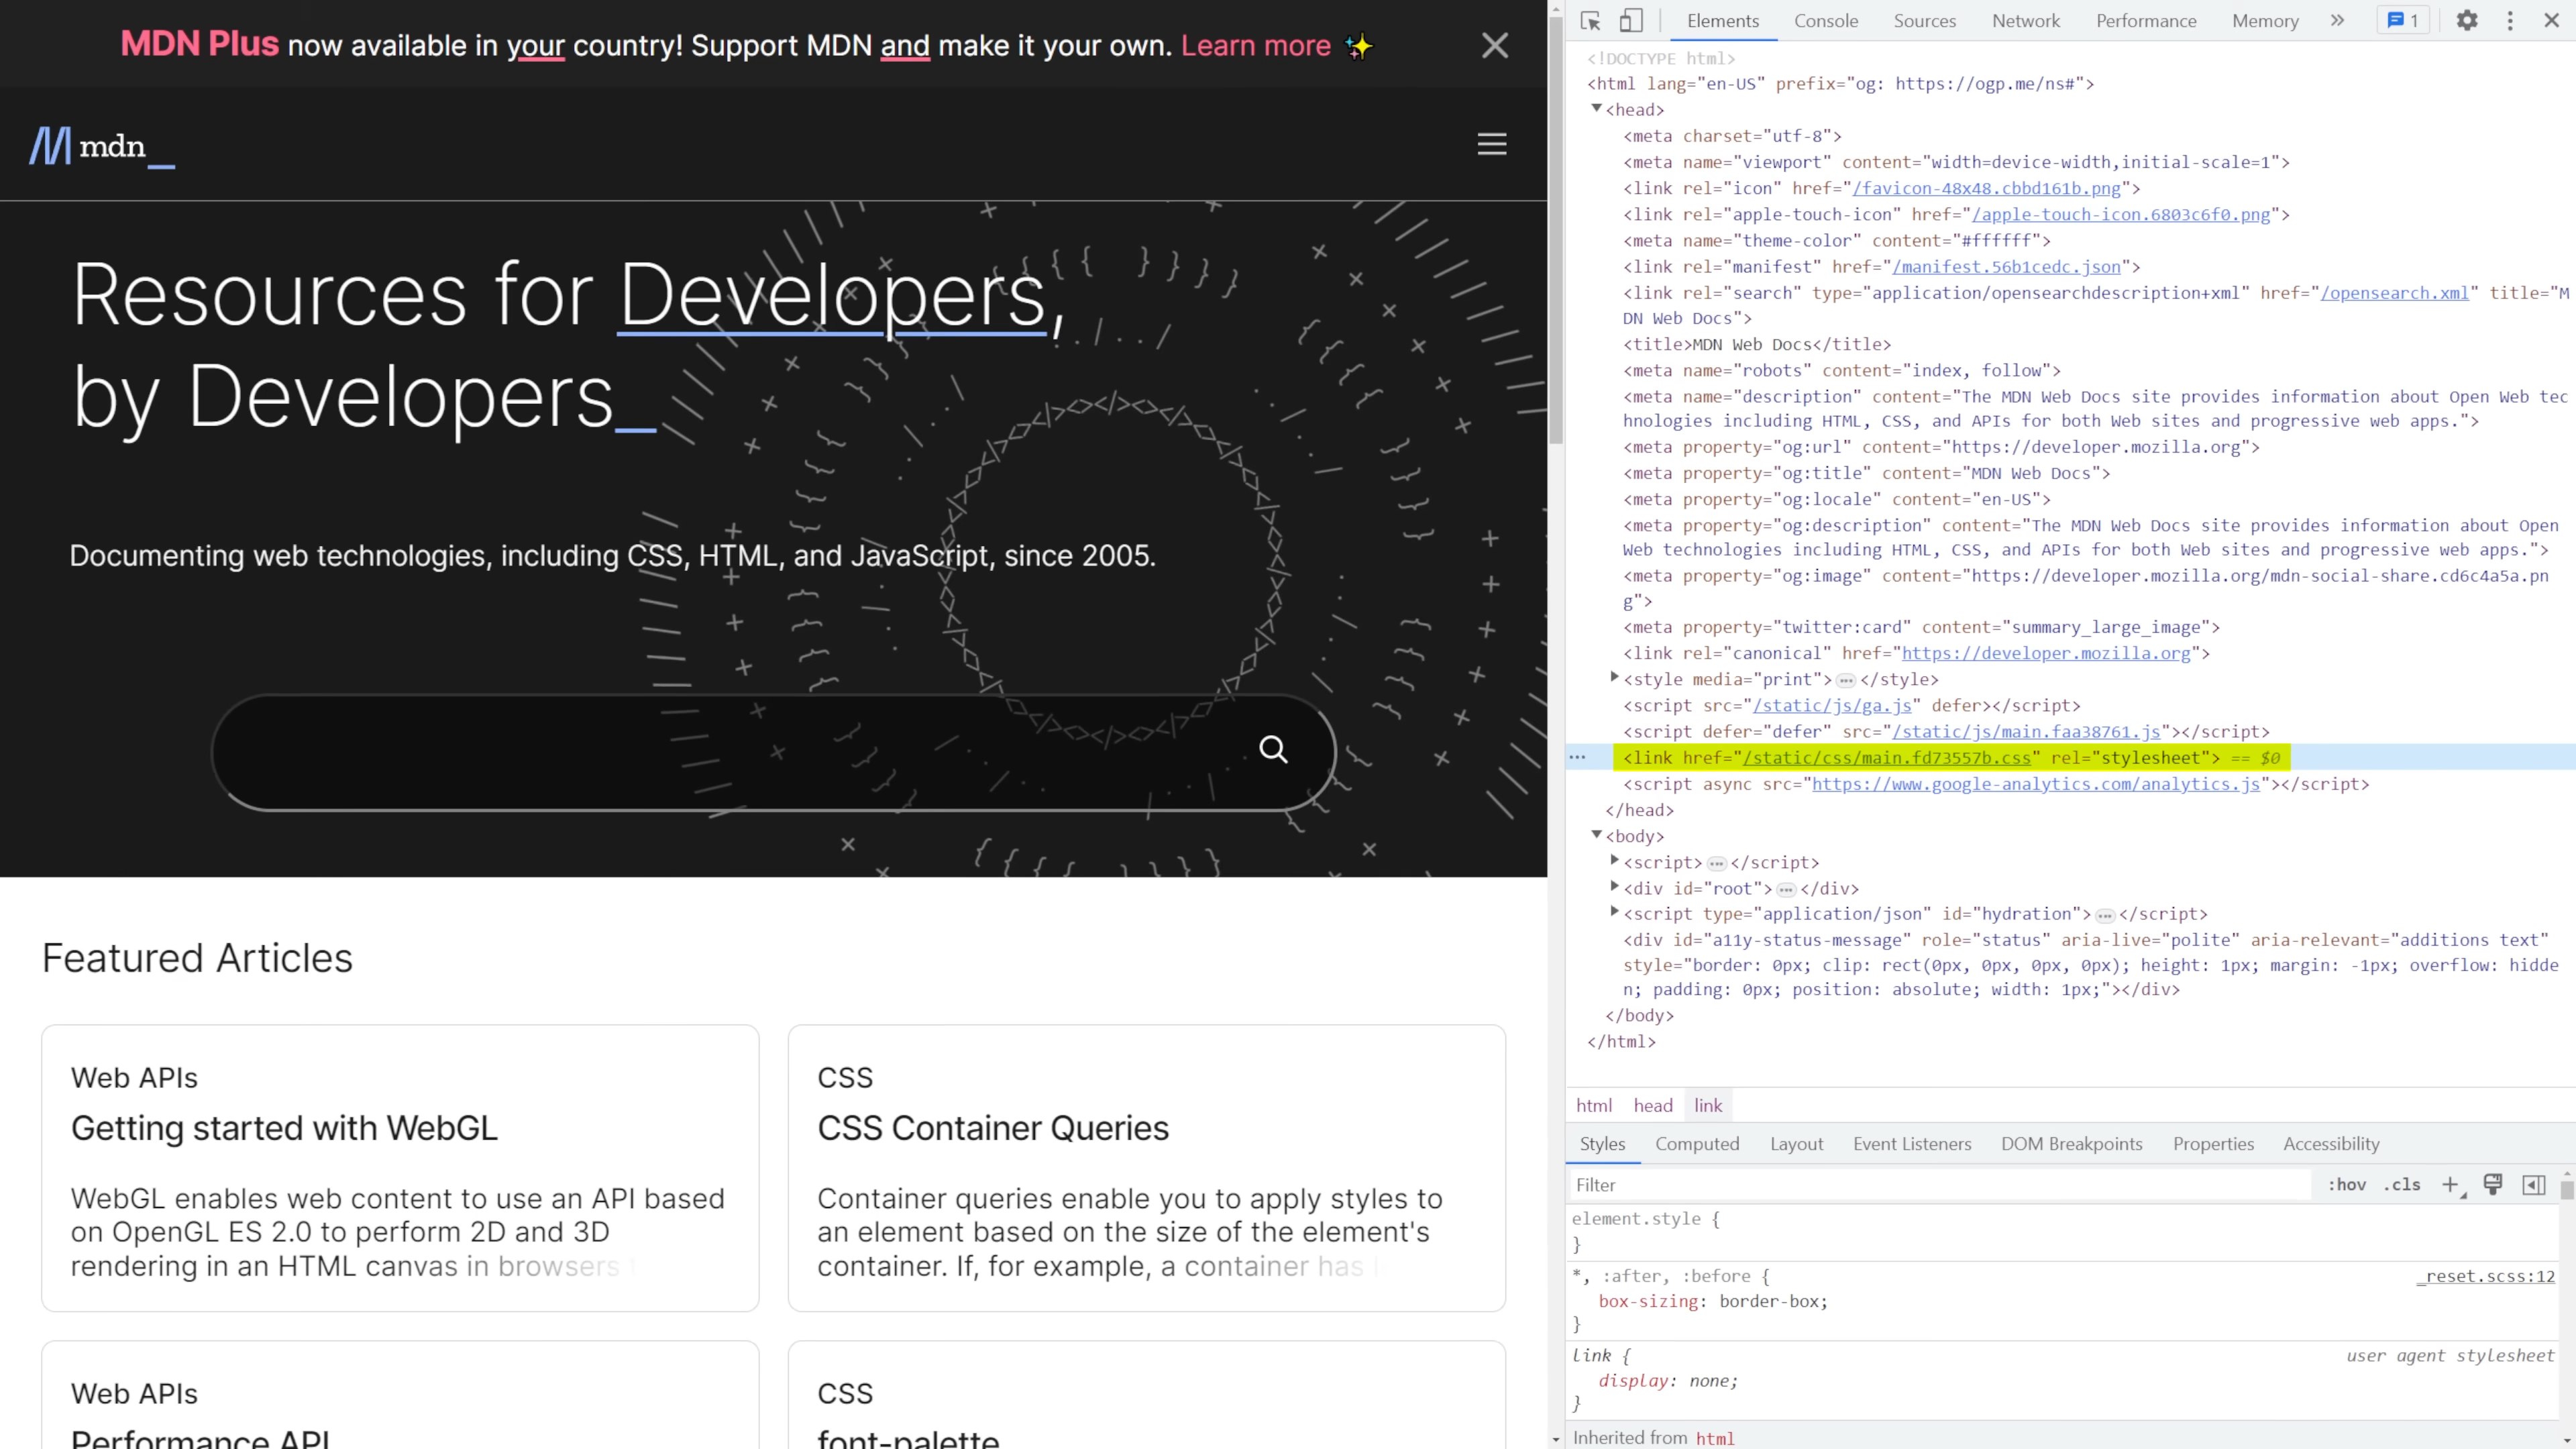 MDN Plus now available in your country! Support MDN and make it your own. Learn more ✨
mdn_
Resources for Developers,
by Developers_
Documenting web technologies, including CSS, HTML, and JavaScript, since 2005.
Featured Articles
Web APIs
Getting started with WebGL
WebGL enables web content to use an API based
on OpenGL ES 2.0 to perform 2D and 3D
rendering in an HTML canvas in browsers
CSS
CSS Container Queries
Container queries enable you to apply styles to
an element based on the size of the element's
container. If, for example, a container has
Web APIs
Performance API
CSS
font-palette
Elements Console Sources Network Performance Memory 1
<!DOCTYPE html>
<html lang="en-US" prefix="og: https://ogp.me/ns#">
<head>
<meta charset="utf-8">
<meta name="viewport" content="width=device-width,initial-scale=1">
<link rel="icon" href="/favicon-48x48.cbbd161b.png">
<link rel="apple-touch-icon" href="/apple-touch-icon.6803c6f0.png">
<meta name="theme-color" content="#ffffff">
<link rel="manifest" href="/manifest.56b1cedc.json">
<link rel="search" type="application/opensearchdescription+xml" href="/opensearch.xml" title="M
DN Web Docs">
<title>MDN Web Docs</title>
<meta name="robots" content="index, follow">
<meta name="description" content="The MDN Web Docs site provides information about Open Web tec
hnologies including HTML, CSS, and APIs for both Web sites and progressive web apps.">
<meta property="og:url" content="https://developer.mozilla.org">
<meta property="og:title" content="MDN Web Docs">
<meta property="og:locale" content="en-US">
<meta property="og:description" content="The MDN Web Docs site provides information about Open
Web technologies including HTML, CSS, and APIs for both Web sites and progressive web apps.">
<meta property="og:image" content="https://developer.mozilla.org/mdn-social-share.cd6c4a5a.pn
g">
<meta property="twitter:card" content="summary_large_image">
<link rel="canonical" href="https://developer.mozilla.org">
<style media="print">…</style>
<script src="/static/js/ga.js" defer></script>
<script defer="defer" src="/static/js/main.faa38761.js"></script>
<link href="/static/css/main.fd73557b.css" rel="stylesheet"> == $0
<script async src="https://www.google-analytics.com/analytics.js"></script>
</head>
<body>
<script>…</script>
<div id="root">…</div>
<script type="application/json" id="hydration">…</script>
<div id="a11y-status-message" role="status" aria-live="polite" aria-relevant="additions text"
style="border: 0px; clip: rect(0px, 0px, 0px, 0px); height: 1px; margin: -1px; overflow: hidde
n; padding: 0px; position: absolute; width: 1px;"></div>
</body>
</html>
html head link
Styles Computed Layout Event Listeners DOM Breakpoints Properties Accessibility
Filter :hov .cls
element.style {
}
*, :after, :before { _reset.scss:12
box-sizing: border-box;
}
link { user agent stylesheet
display: none;
}
Inherited from html